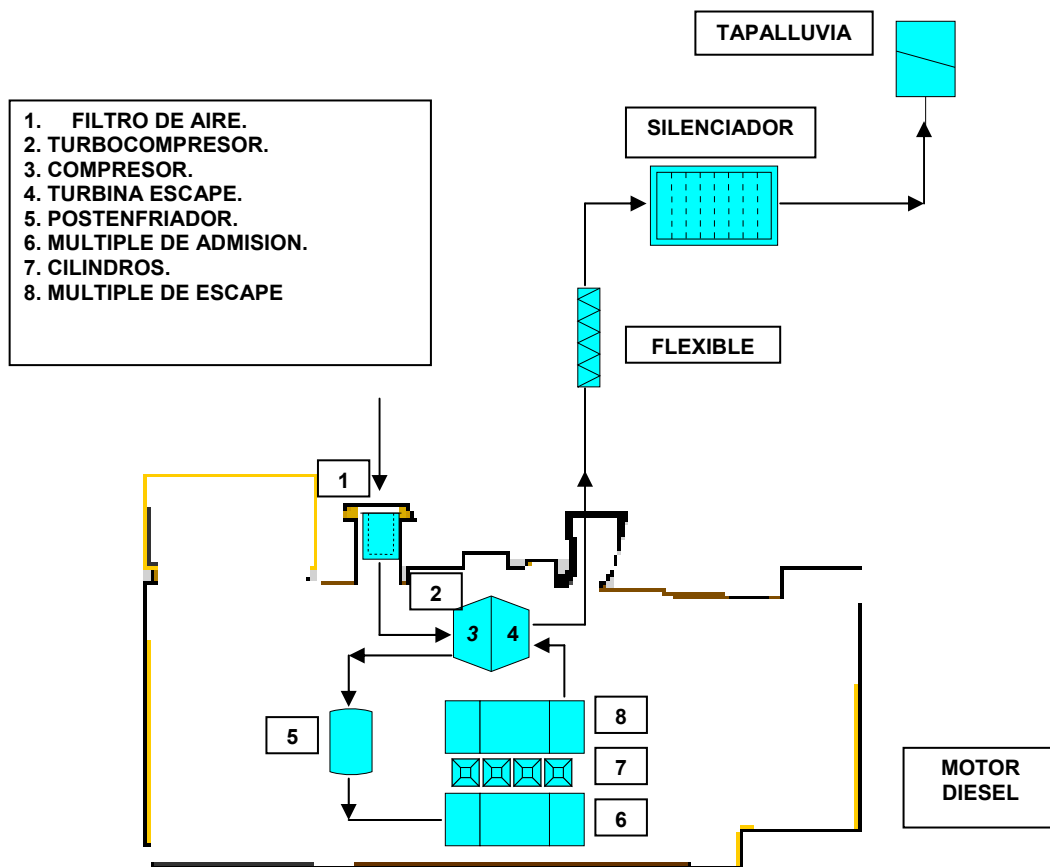 TAPALLUVIA
1. FILTRO DE AIRE.
2. TURBOCOMPRESOR.
3. COMPRESOR.
4. TURBINA ESCAPE.
5. POSTENFRIADOR.
6. MULTIPLE DE ADMISION.
7. CILINDROS.
8. MULTIPLE DE ESCAPE
SILENCIADOR
FLEXIBLE
1
2
3
4
5
8
7
6
MOTOR
DIESEL